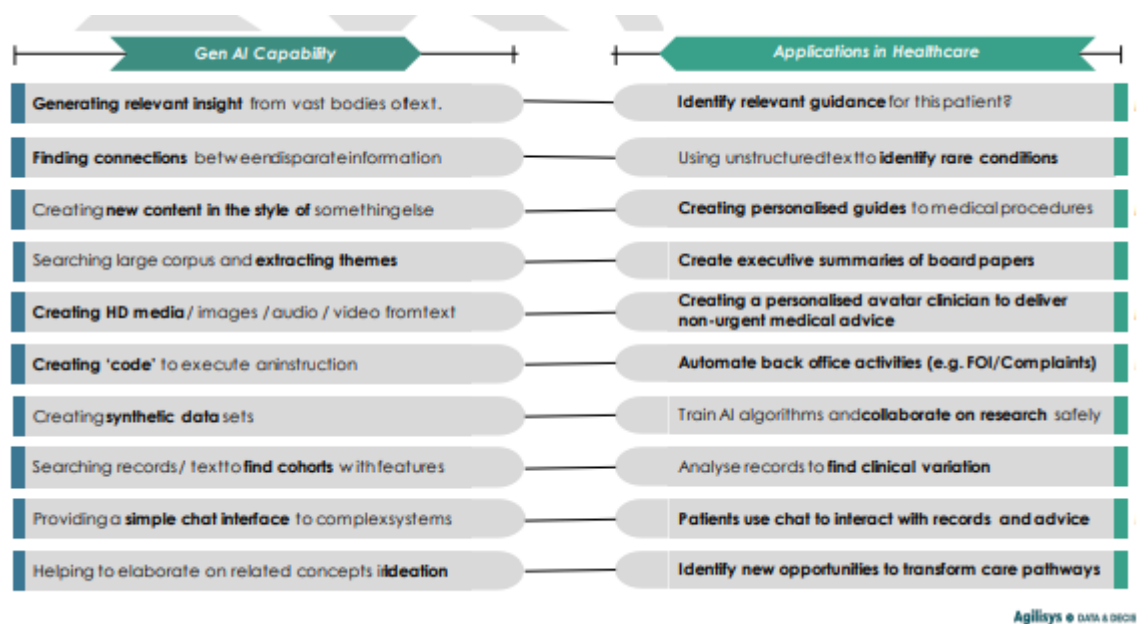 Gen AI Capability
Applications in Healthcare
Generating relevant insight from vast bodies of text.
Identify relevant guidance for this patient?
Finding connections between disparate information
Using unstructured text to identify rare conditions
Creating new content in the style of something else
Creating personalised guides to medical procedures
Searching large corpus and extracting themes
Create executive summaries of board papers
Creating HD media / images / audio / video from text
Creating a personalised avatar clinician to deliver
non-urgent medical advice
Creating 'code' to execute an instruction
Automate back office activities (e.g. FOI/Complaints)
Creating synthetic data sets
Train AI algorithms and collaborate on research safely
Searching records / text to find cohorts with features
Analyse records to find clinical variation
Providing a simple chat interface to complex systems
Patients use chat to interact with records and advice
Helping to elaborate on related concepts in ideation
Identify new opportunities to transform care pathways
Agilisys DATA & DECIS